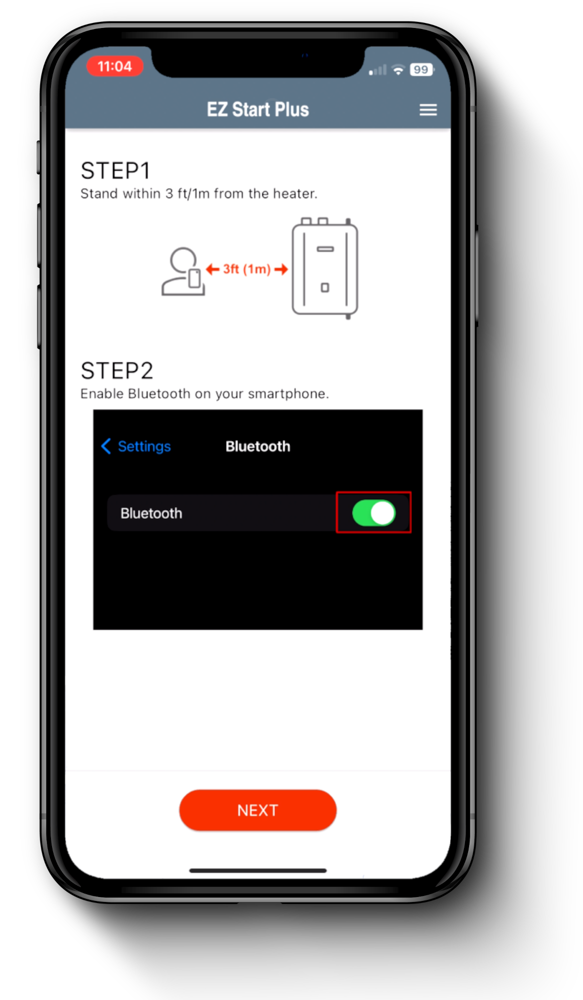 11:04
99
EZ Start Plus
STEP1
Stand within 3 ft/1m from the heater.
3ft (1m)
STEP2
Enable Bluetooth on your smartphone.
Settings
Bluetooth
Bluetooth
NEXT